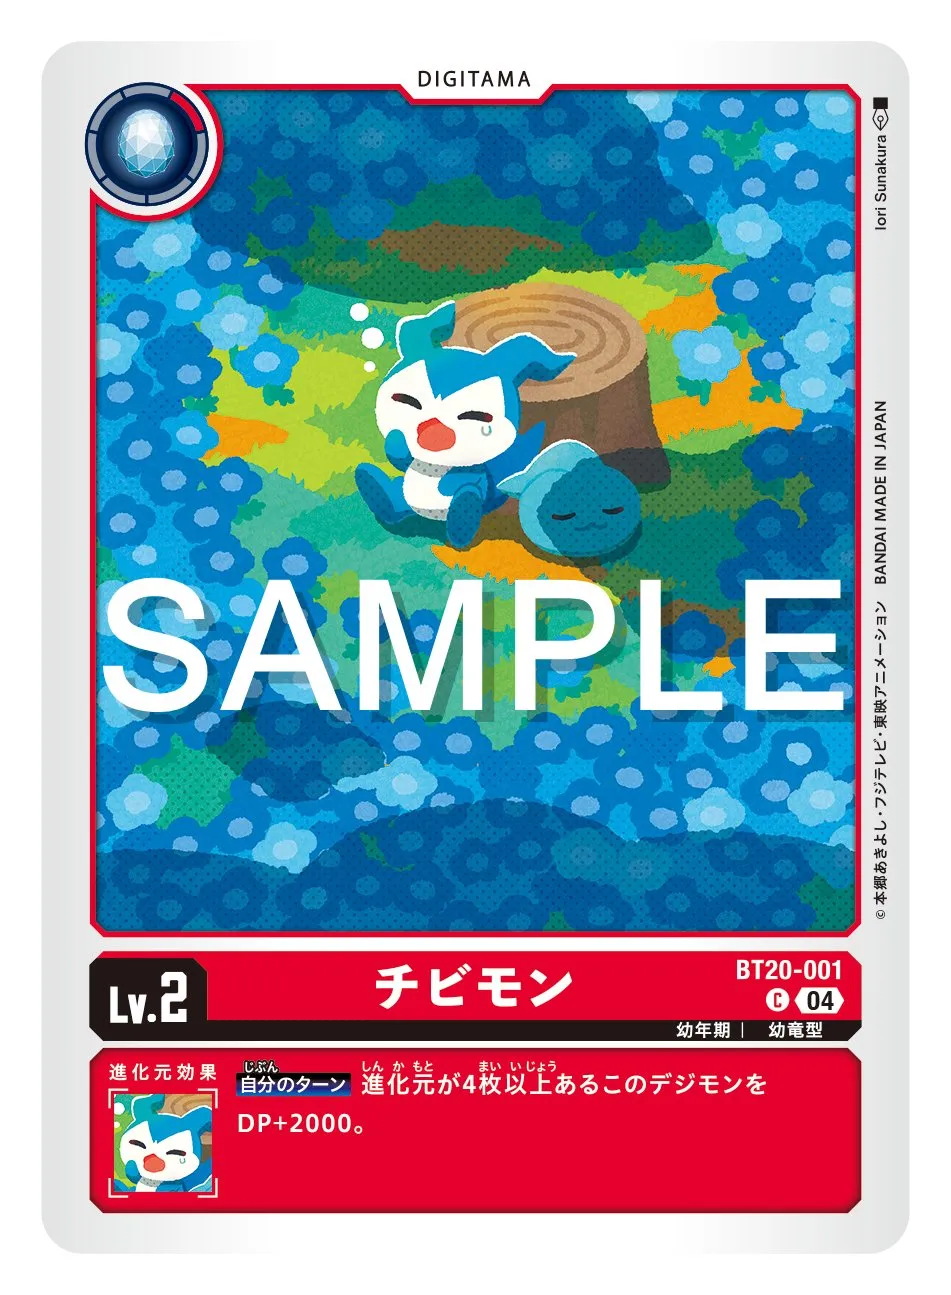 DIGITAMA
Iori Sunakura
SAMPLE
BANDAI MADE IN JAPAN
© 本郷あきよし・フジテレビ・東映アニメーション
Lv.2
チビモン
BT20-001
C 04
幼年期 | 幼竜型
進化元効果
じぶん しん か もと まい いじょう
自分のターン 進化元が4枚以上あるこのデジモンを
DP+2000。